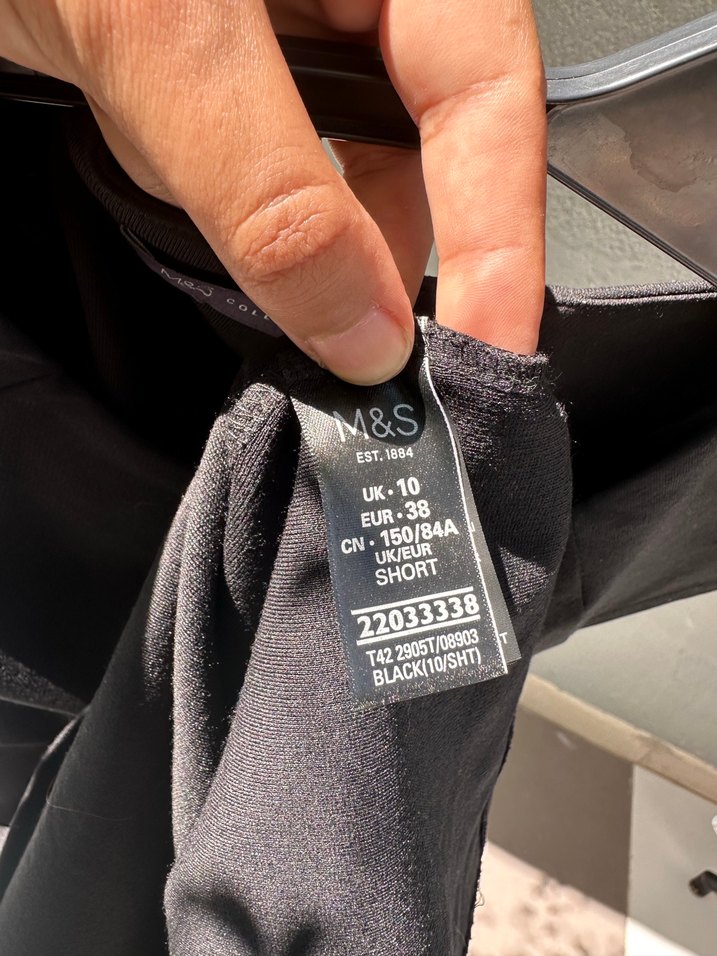 M&S COLL
M&S
EST. 1884
UK • 10
EUR • 38
CN • 150/84A
UK/EUR
SHORT
22033338
T42 2905T/08903
BLACK(10/SHT)
T